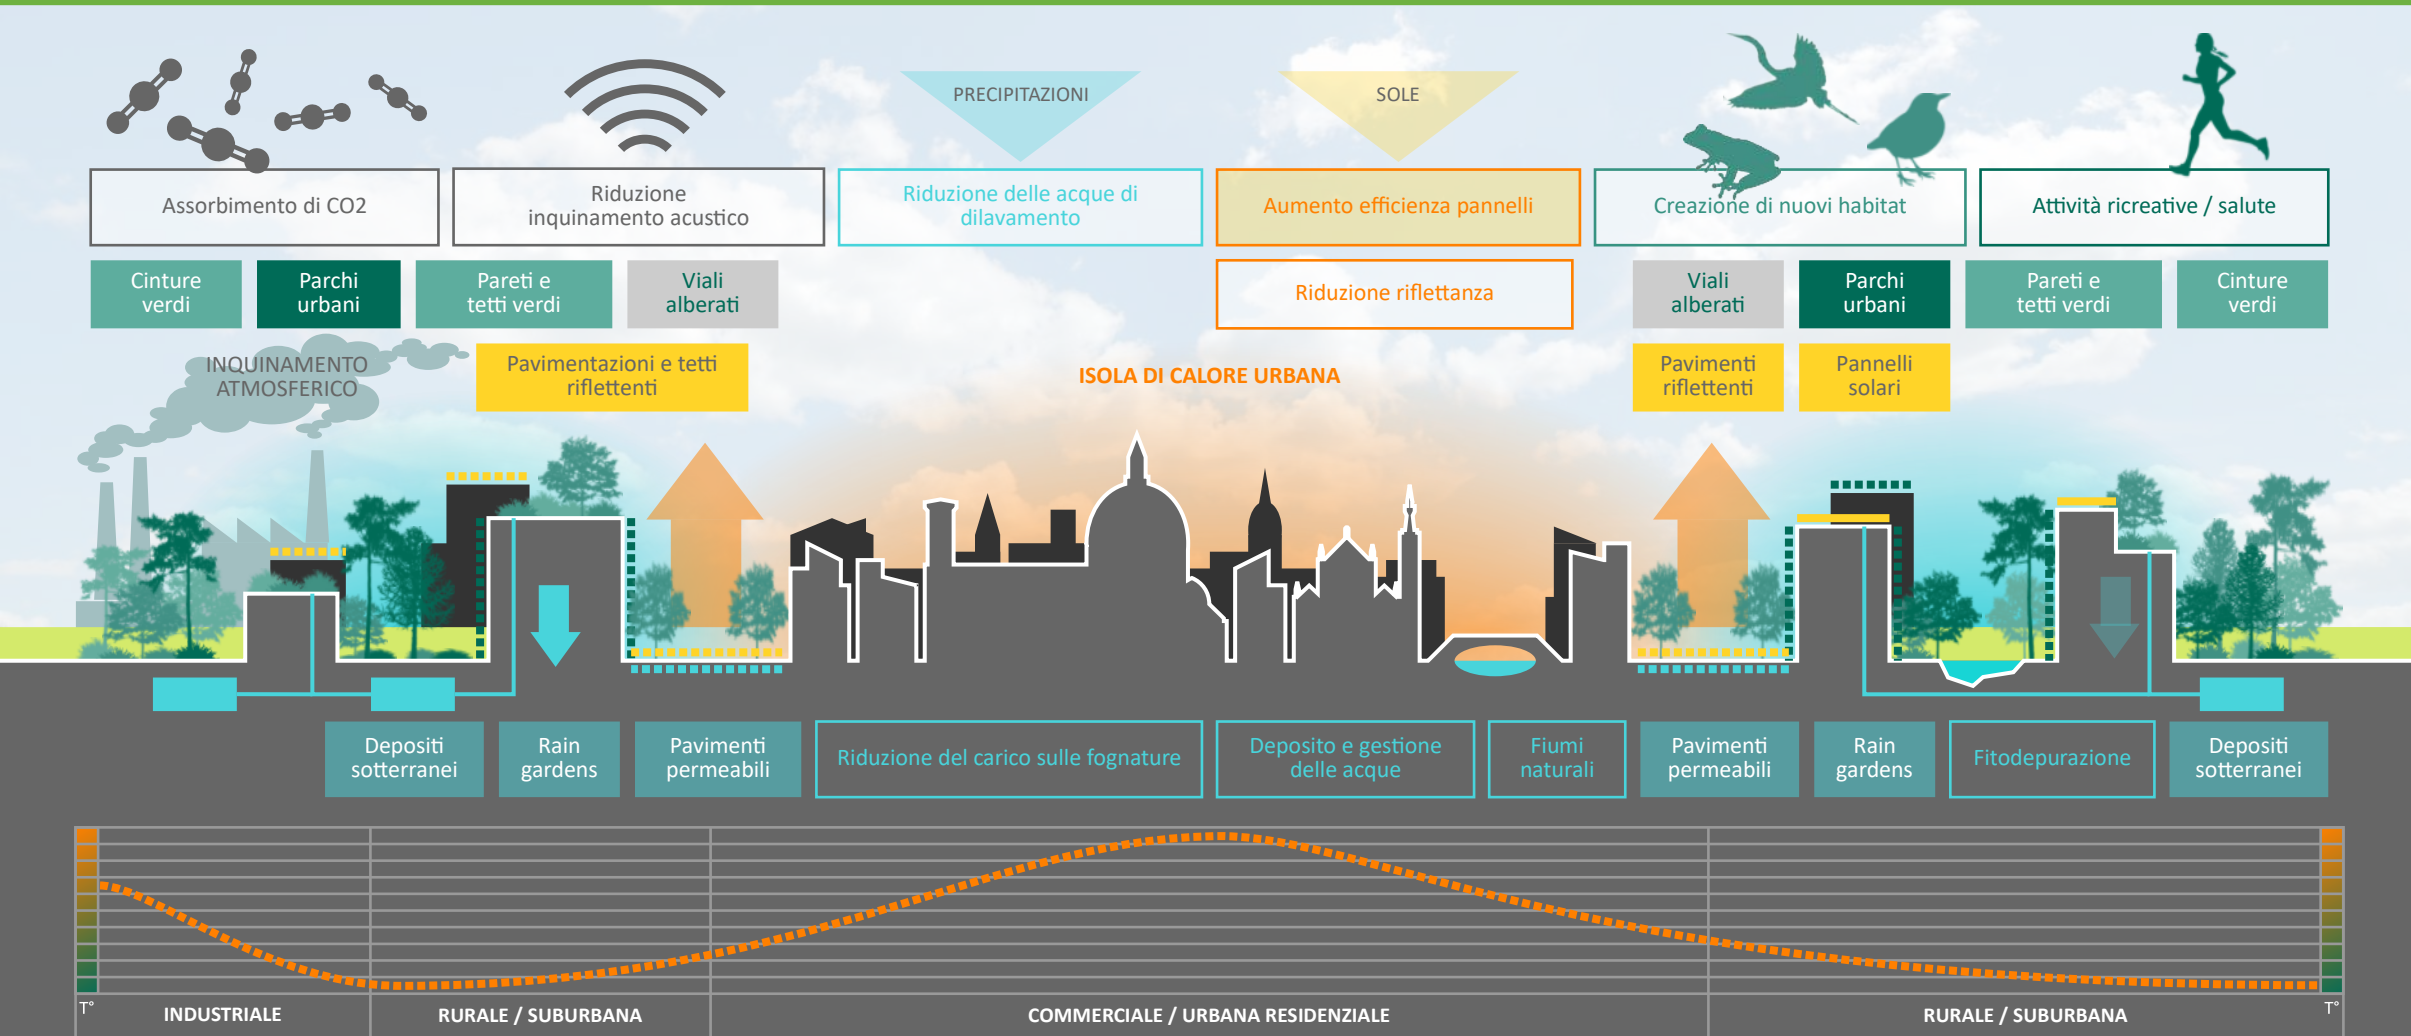 PRECIPITAZIONI
SOLE
Assorbimento di CO2
Riduzione
inquinamento acustico
Riduzione delle acque di
dilavamento
Aumento efficienza pannelli
Creazione di nuovi habitat
Attività ricreative / salute
Cinture
verdi
Parchi
urbani
Pareti e
tetti verdi
Viali
alberati
Riduzione riflettanza
Viali
alberati
Parchi
urbani
Pareti e
tetti verdi
Cinture
verdi
INQUINAMENTO
ATMOSFERICO
Pavimentazioni e tetti
riflettenti
ISOLA DI CALORE URBANA
Pavimenti
riflettenti
Pannelli
solari
Depositi
sotterranei
Rain
gardens
Pavimenti
permeabili
Riduzione del carico sulle fognature
Deposito e gestione
delle acque
Fiumi
naturali
Pavimenti
permeabili
Rain
gardens
Fitodepurazione
Depositi
sotterranei
T°
INDUSTRIALE
RURALE / SUBURBANA
COMMERCIALE / URBANA RESIDENZIALE
RURALE / SUBURBANA
T°